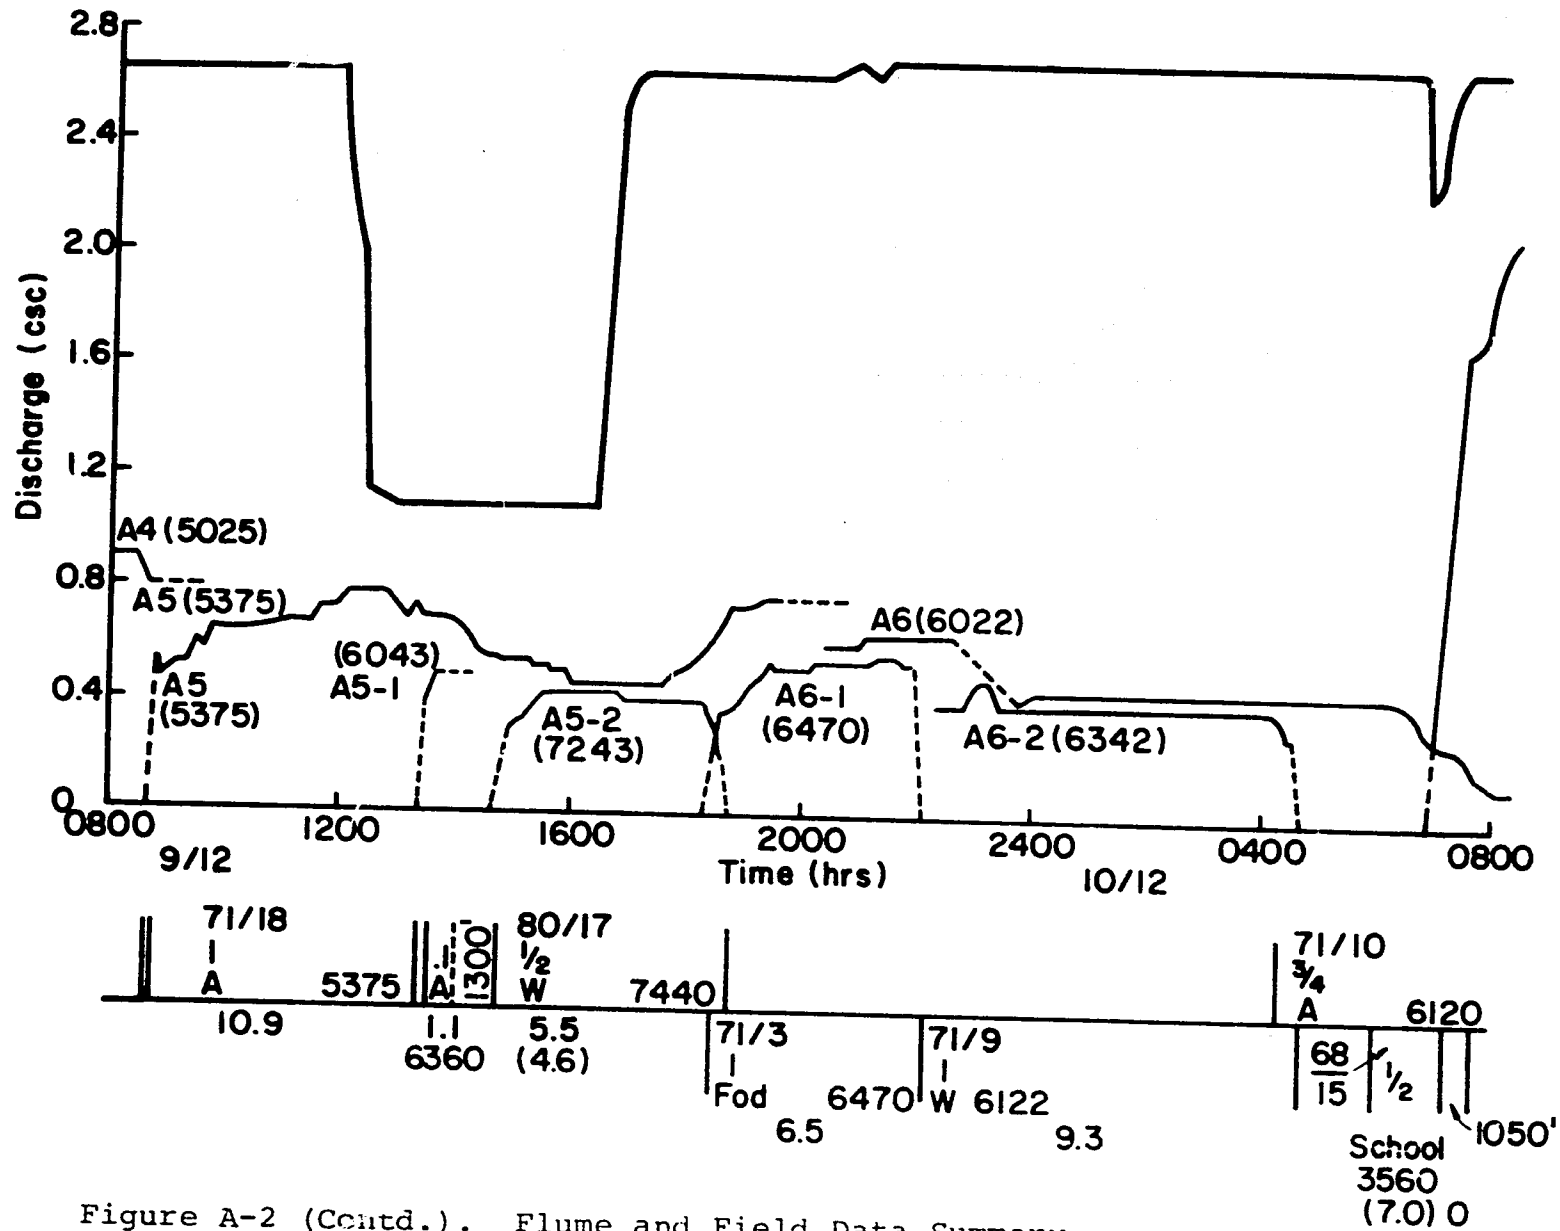 2.8
2.4
2.0
1.6
1.2
0.8
0.4
0
Discharge (csc)
A4 (5025)
A5 (5375)
A5
(5375)
(6043)
A5-1
A5-2
(7243)
A6-1
(6470)
A6(6022)
A6-2(6342)
0800 1200 1600 2000 2400 0400 0800
9/12
Time (hrs)
10/12
71/18
1
A
5375
10.9
1300'
1.1
6360
80/17
1/2
W
7440
5.5
(4.6)
71/3
1
Fod
6470
6.5
71/9
1
W 6122
9.3
71/10
3/4
A
6120
68
15
1/2
1050'
School
3560
(7.0) 0
Figure A-2 (Contd.). Flume and Field Data Summary